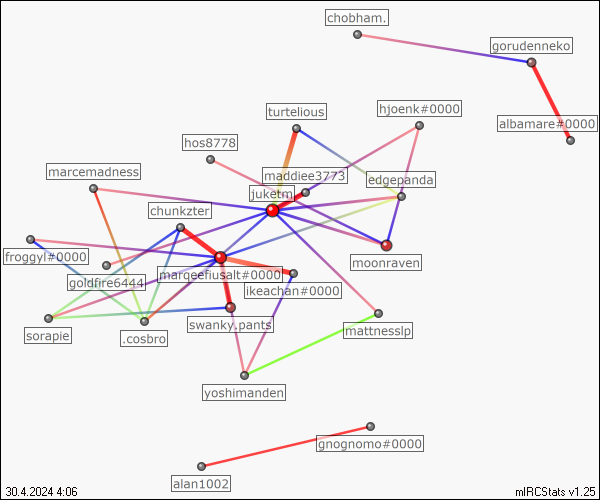 chobham.
gorudenneko
turtelious
hjoenk#0000
albamare#0000
hos8778
marcemadness
maddiee3773
edgepanda
juketm
chunkzter
froggyl#0000
moonraven
marqeefiusalt#0000
goldfire6444
ikeachan#0000
swanky.pants
mattnesslp
sorapie
.cosbro
yoshimanden
gnognomo#0000
alan1002
30.4.2024 4:06
mIRCStats v1.25